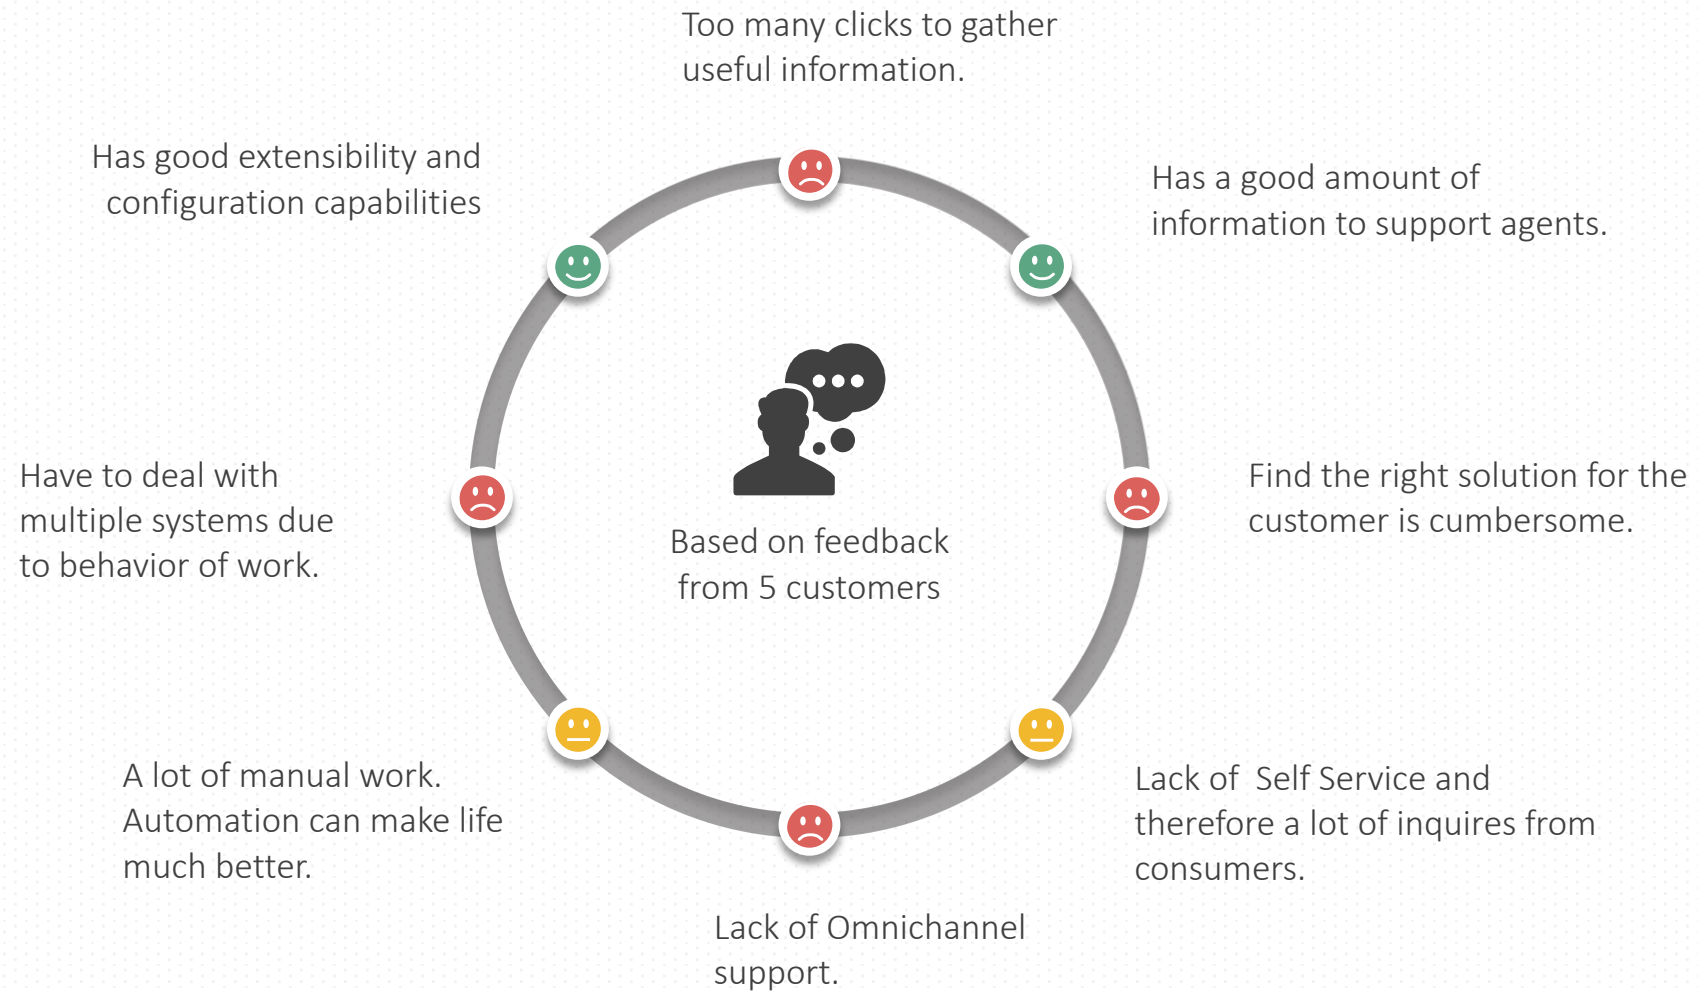 Too many clicks to gather
useful information.
Has good extensibility and
configuration capabilities
Has a good amount of
information to support agents.
Have to deal with
multiple systems due
to behavior of work.
Find the right solution for the
customer is cumbersome.
Based on feedback
from 5 customers
A lot of manual work.
Automation can make life
much better.
Lack of  Self Service and
therefore a lot of inquires from
consumers.
Lack of Omnichannel
support.